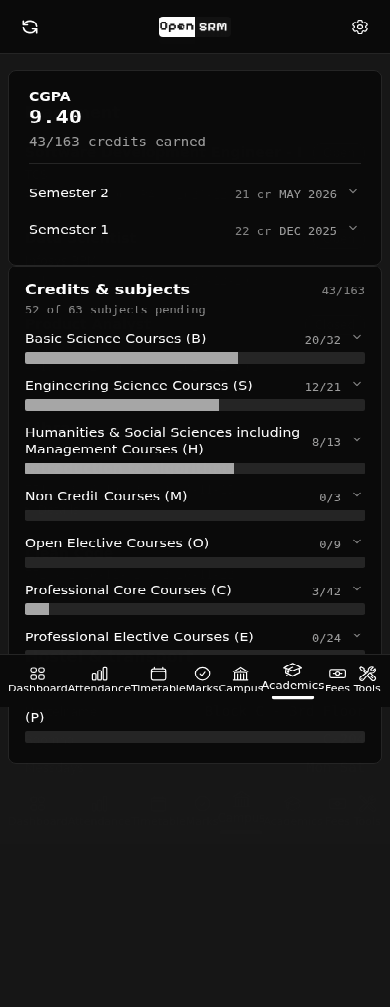 Open SRM
CGPA
9.40
43/163 credits earned
Semester 2 21 cr MAY 2026
Semester 1 22 cr DEC 2025
Credits & subjects 43/163
52 of 63 subjects pending
Basic Science Courses (B) 20/32
Engineering Science Courses (S) 12/21
Humanities & Social Sciences including
Management Courses (H) 8/13
Non Credit Courses (M) 0/3
Open Elective Courses (O) 0/9
Professional Core Courses (C) 3/42
Professional Elective Courses (E) 0/24
Dashboard Attendance Timetable Marks Campus Academics Fees Tools
(P)